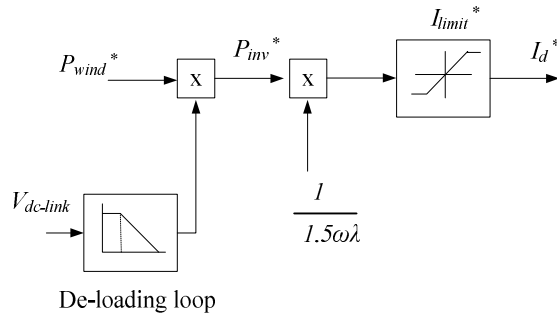 I_limit*
P_wind*
x
P_inv*
x
I_d*
V_dc-link
1
1.5ωλ
De-loading loop